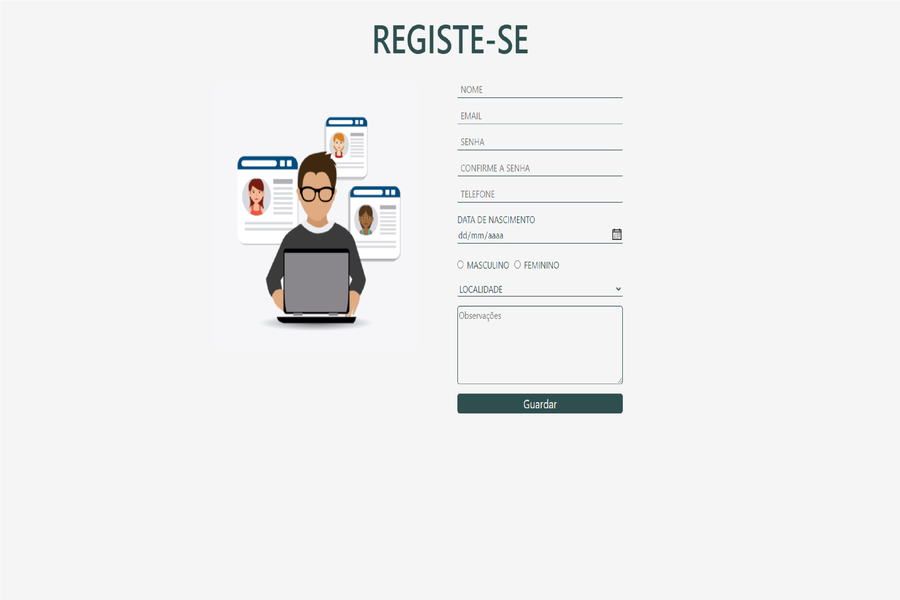 REGISTE-SE
NOME
EMAIL
SENHA
CONFIRME A SENHA
TELEFONE
DATA DE NASCIMENTO
dd/mm/aaaa
MASCULINO FEMININO
LOCALIDADE
Observações
Guardar